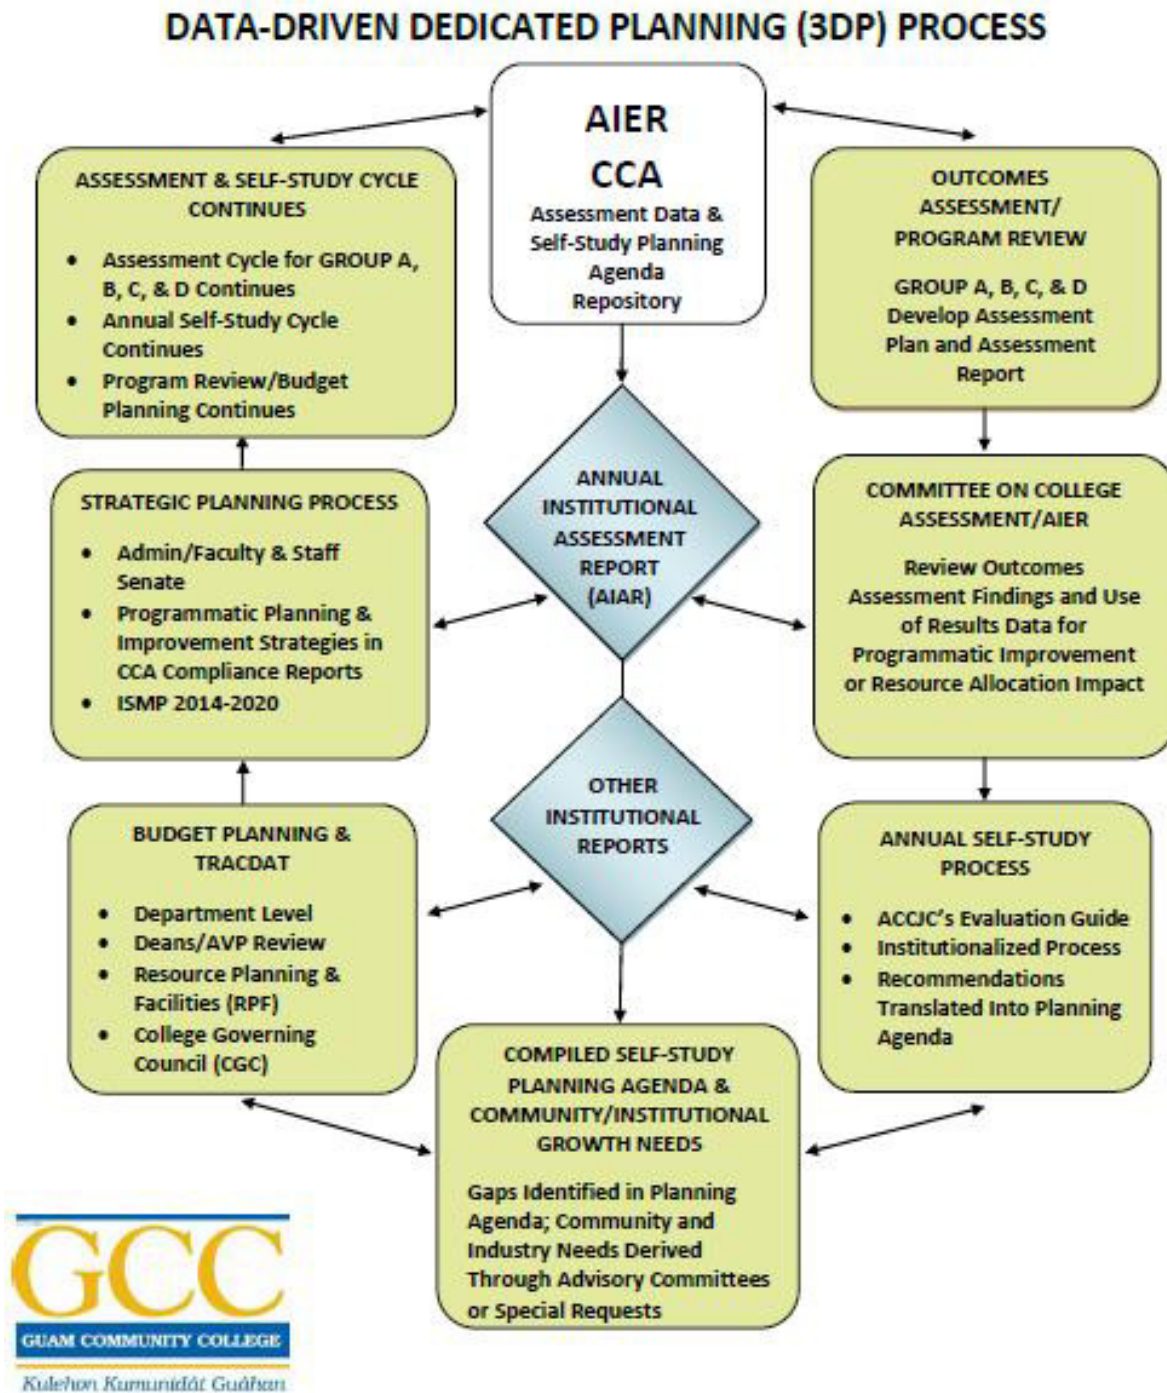 DATA-DRIVEN DEDICATED PLANNING (3DP) PROCESS
AIER
CCA
Assessment Data &
Self-Study Planning
Agenda
Repository
ASSESSMENT & SELF-STUDY CYCLE
CONTINUES
• Assessment Cycle for GROUP A,
B, C, & D Continues
• Annual Self-Study Cycle
Continues
• Program Review/Budget
Planning Continues
OUTCOMES
ASSESSMENT/
PROGRAM REVIEW
GROUP A, B, C, & D
Develop Assessment
Plan and Assessment
Report
STRATEGIC PLANNING PROCESS
• Admin/Faculty & Staff
Senate
• Programmatic Planning &
Improvement Strategies in
CCA Compliance Reports
• ISMP 2014-2020
ANNUAL
INSTITUTIONAL
ASSESSMENT
REPORT
(AIAR)
COMMITTEE ON COLLEGE
ASSESSMENT/AIER
Review Outcomes
Assessment Findings and Use
of Results Data for
Programmatic Improvement
or Resource Allocation Impact
BUDGET PLANNING &
TRACDAT
• Department Level
• Deans/AVP Review
• Resource Planning &
Facilities (RPF)
• College Governing
Council (CGC)
OTHER
INSTITUTIONAL
REPORTS
ANNUAL SELF-STUDY
PROCESS
• ACCJC's Evaluation Guide
• Institutionalized Process
• Recommendations
Translated Into Planning
Agenda
COMPILED SELF-STUDY
PLANNING AGENDA &
COMMUNITY/INSTITUTIONAL
GROWTH NEEDS
Gaps Identified in Planning
Agenda; Community and
Industry Needs Derived
Through Advisory Committees
or Special Requests
GCC
GUAM COMMUNITY COLLEGE
Kulehon Kumunidåt Guåhan